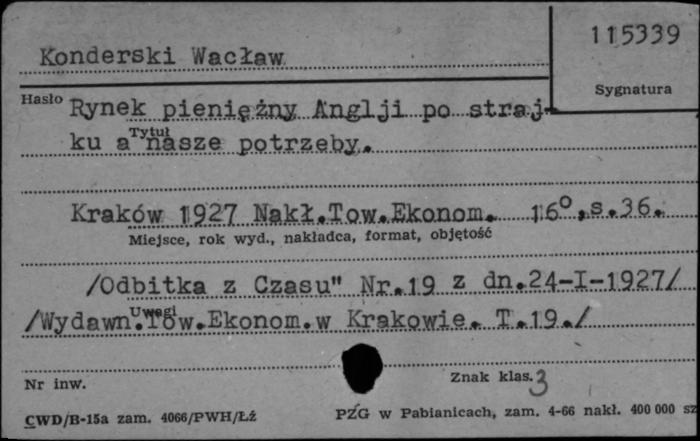 115339
Konderski Wacław
Sygnatura
Hasło
Rynek pieniężny Anglji po straj-
Tytuł
ku a nasze potrzeby.
Kraków 1927 Nakł.Tow.Ekonom. 16°,s.36.
Miejsce, rok wyd., nakładca, format, objętość
/Odbitka z Czasu" Nr.19 z dn.24-I-1927/
Uwagi
/Wydawn.Tow.Ekonom.w Krakowie. T.19./
Nr inw.
Znak klas. 3
CWD/B-15a zam. 4066/PWH/Łź
PZG w Pabianicach, zam. 4-66 nakł. 400 000 sz